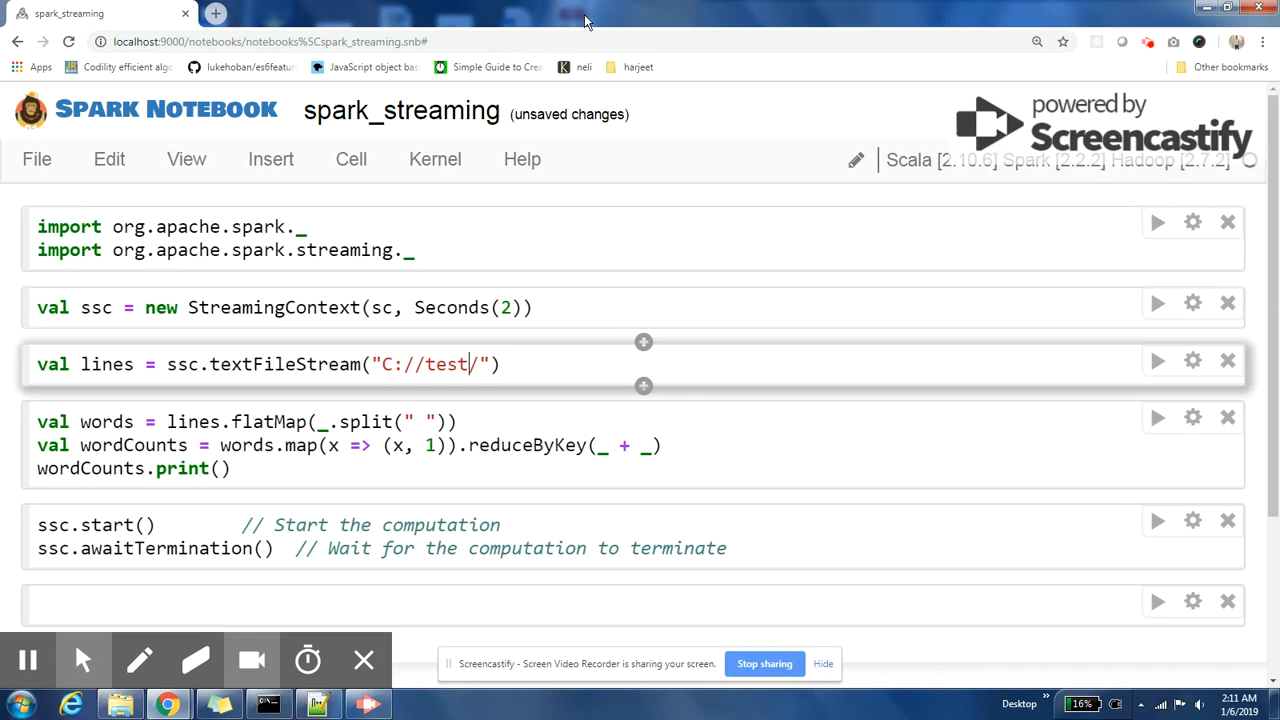 spark_streaming
localhost:9000/notebooks/notebooks%5Cspark_streaming.snb#
Apps
Codility efficient algo
lukehoban/es6featur
JavaScript object bas
Simple Guide to Crea
neli
harjeet
Other bookmarks
SPARK NOTEBOOK
spark_streaming (unsaved changes)
powered by
Screencastify
File Edit View Insert Cell Kernel Help
Scala [2.10.6] Spark [2.2.2] Hadoop [2.7.2]
import org.apache.spark._
import org.apache.spark.streaming._
val ssc = new StreamingContext(sc, Seconds(2))
val lines = ssc.textFileStream("C://test/")
val words = lines.flatMap(_.split(" "))
val wordCounts = words.map(x => (x, 1)).reduceByKey(_ + _)
wordCounts.print()
ssc.start()        // Start the computation
ssc.awaitTermination()  // Wait for the computation to terminate
Screencastify - Screen Video Recorder is sharing your screen.
Stop sharing
Hide
Desktop
16%
2:11 AM
1/6/2019